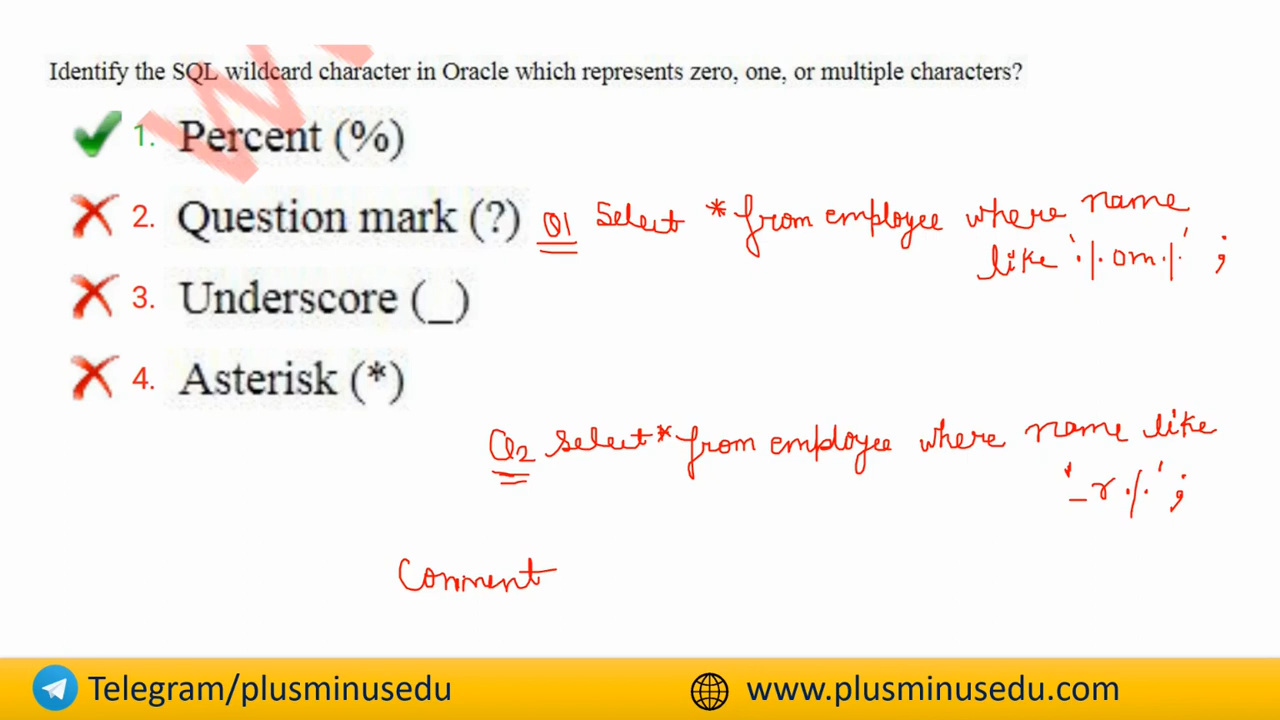 Identify the SQL wildcard character in Oracle which represents zero, one, or multiple characters?
1. Percent (%)
2. Question mark (?)
Q1 Select * from employee where name
like '%om%' ;
3. Underscore (_)
4. Asterisk (*)
Q2 select * from employee where name like
'_r%' ;
Comment
Telegram/plusminusedu
www.plusminusedu.com